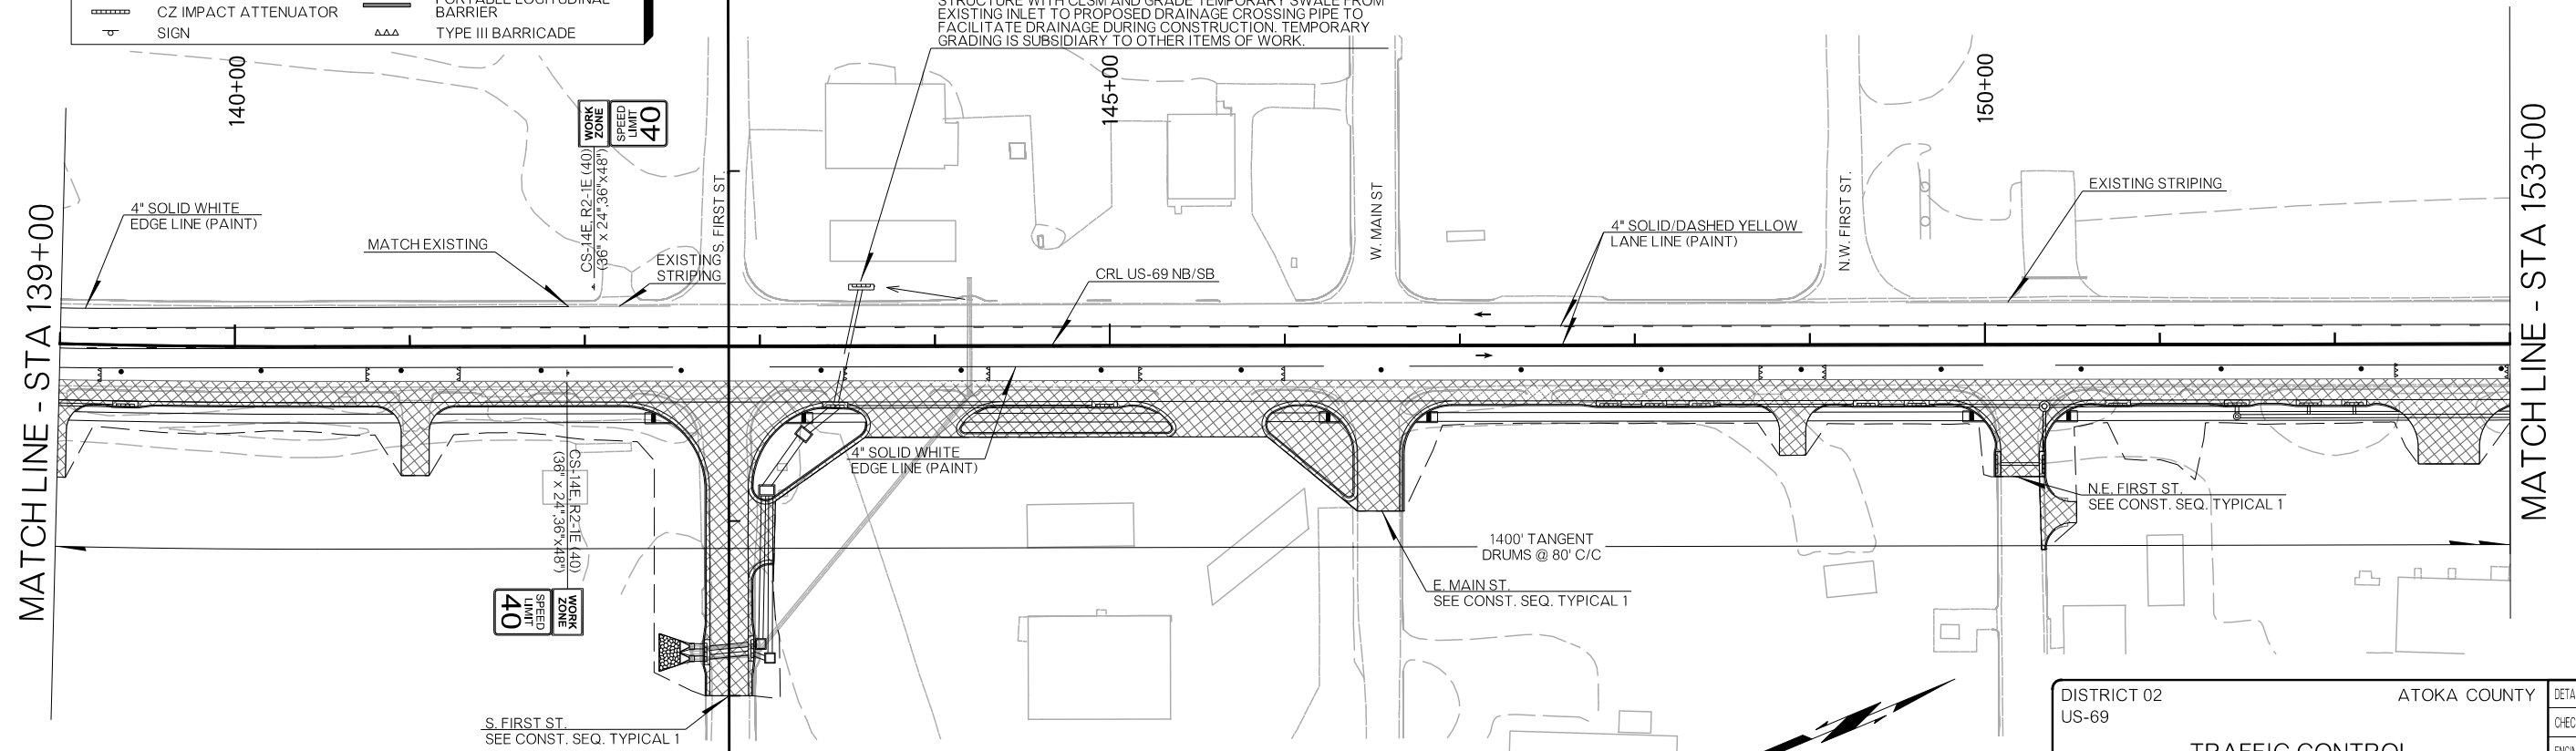 CZ IMPACT ATTENUATOR
PORTABLE LOGITUDINAL
BARRIER
SIGN
TYPE III BARRICADE
STRUCTURE WITH CLSM AND GRADE TEMPORARY SWALE FROM
EXISTING INLET TO PROPOSED DRAINAGE CROSSING PIPE TO
FACILITATE DRAINAGE DURING CONSTRUCTION. TEMPORARY
GRADING IS SUBSIDIARY TO OTHER ITEMS OF WORK.
140+00
145+00
150+00
MATCHLINE - STA 139+00
MATCHLINE - STA 153+00
WORK
ZONE
SPEED
LIMIT
40
CS-14E, R2-1E (40)
(36" x 24",36"x48")
4" SOLID WHITE
EDGE LINE (PAINT)
MATCH EXISTING
EXISTING
STRIPING
S. FIRST ST.
W. MAIN ST
N.W. FIRST ST.
EXISTING STRIPING
4" SOLID/DASHED YELLOW
LANE LINE (PAINT)
CRL US-69 NB/SB
4" SOLID WHITE
EDGE LINE (PAINT)
CS-14E, R2-1E (40)
(36" x 24",36"x48")
WORK
ZONE
SPEED
LIMIT
40
N.E. FIRST ST.
SEE CONST. SEQ. TYPICAL 1
1400' TANGENT
DRUMS @ 80' C/C
E. MAIN ST.
SEE CONST. SEQ. TYPICAL 1
S. FIRST ST.
SEE CONST. SEQ. TYPICAL 1
DISTRICT 02
ATOKA COUNTY
US-69
TRAFFIC CONTROL
DETA
CHEC